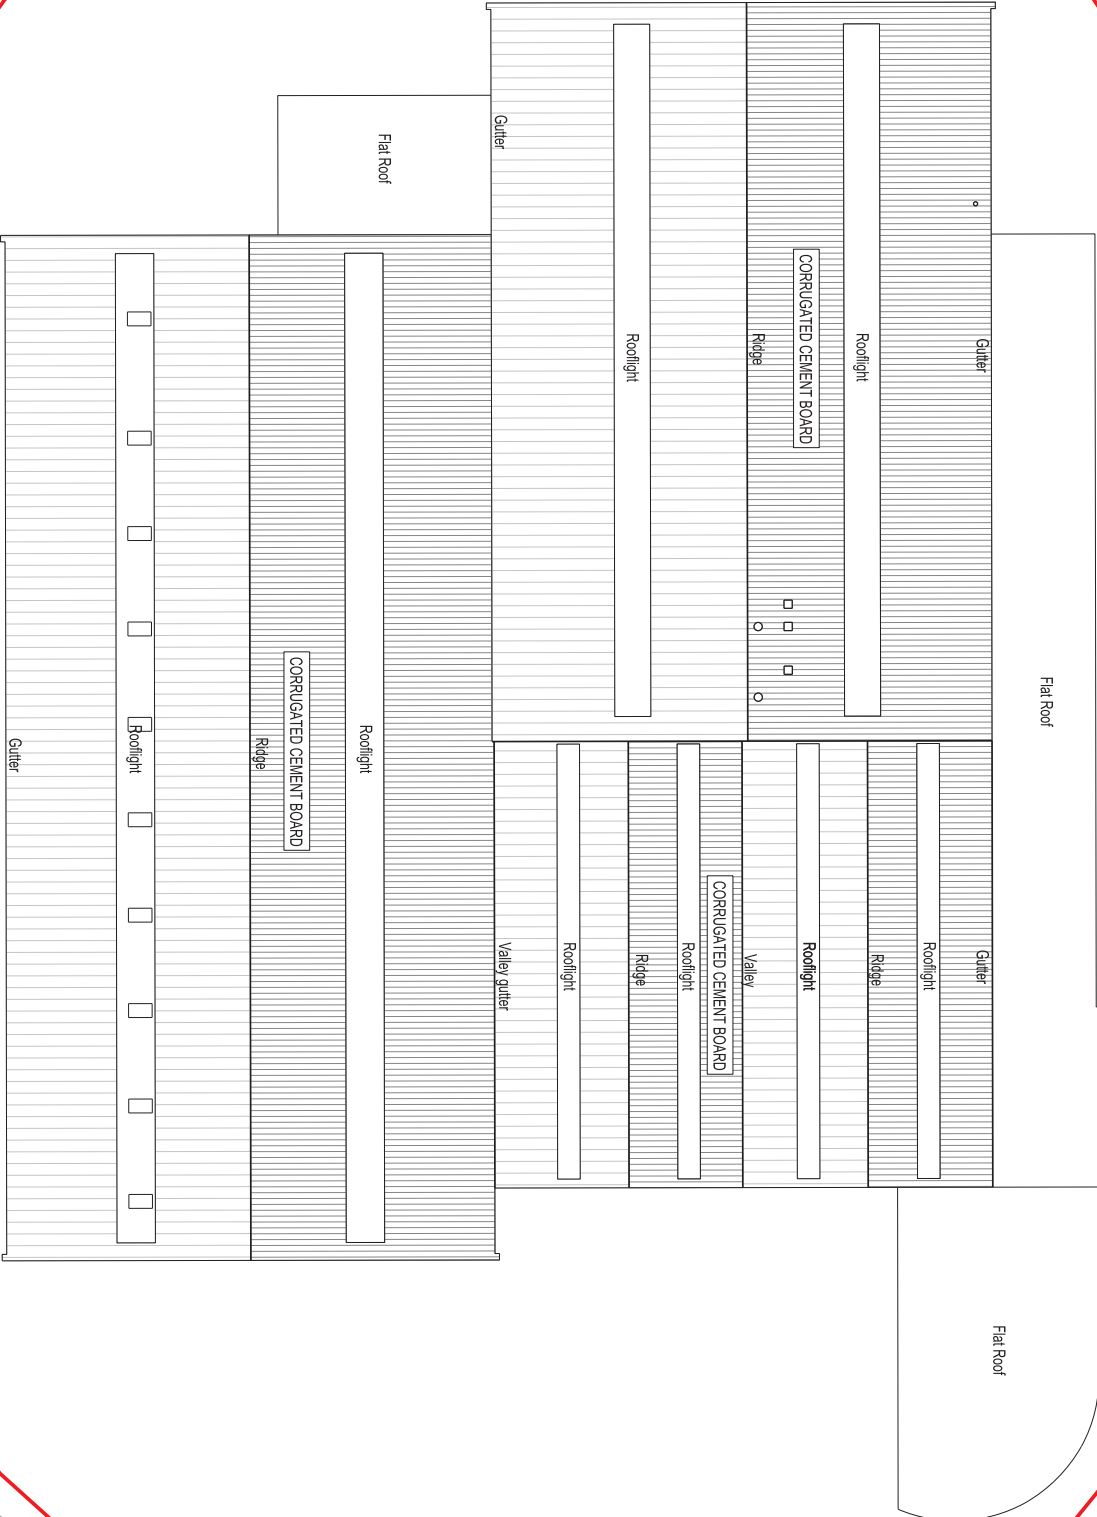 Gutter
Flat Roof
Rooflight
Ridge
CORRUGATED CEMENT BOARD
Rooflight
Gutter
Gutter
Rooflight
Ridge
CORRUGATED CEMENT BOARD
Rooflight
Flat Roof
Valley gutter
Rooflight
Ridge
Rooflight
CORRUGATED CEMENT BOARD
Valley
Rooflight
Ridge
Rooflight
Gutter
Flat Roof